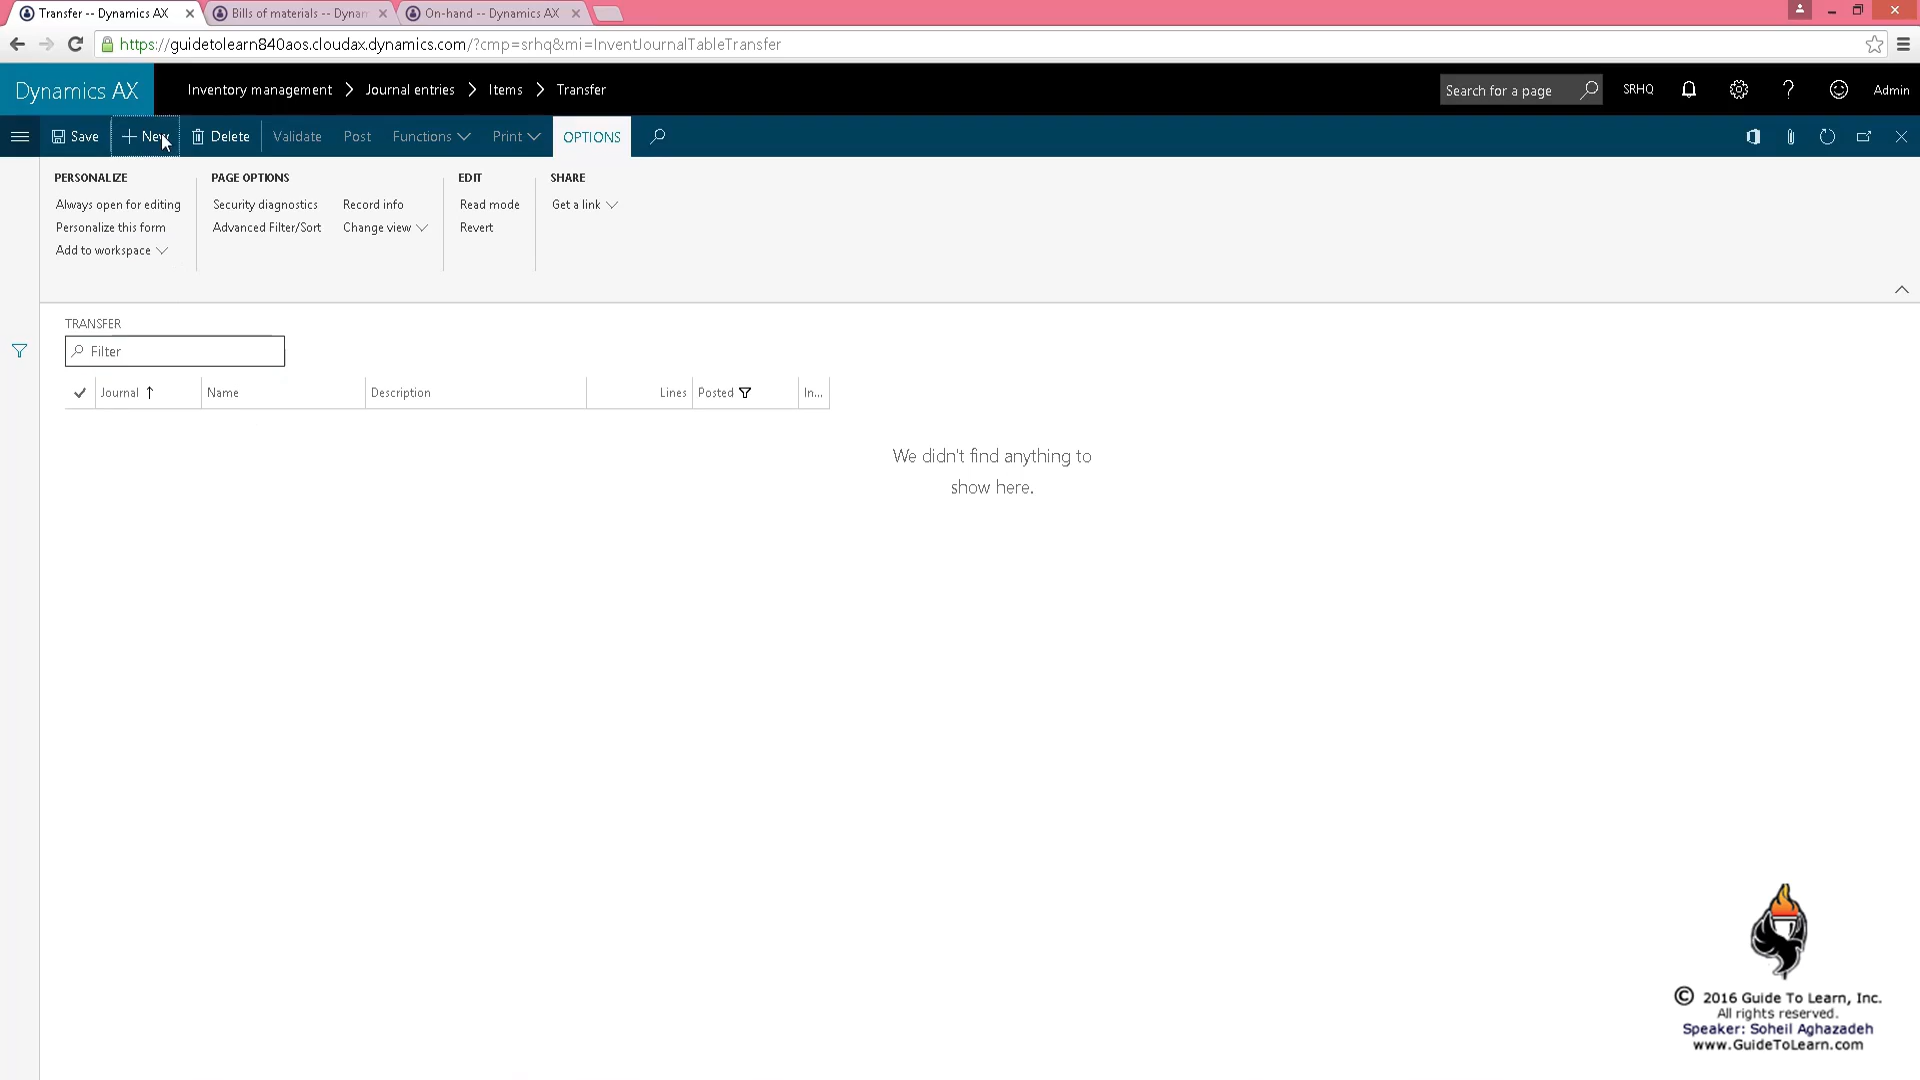 Transfer -- Dynamics AX
Bills of materials -- Dynam
On-hand -- Dynamics AX
https://guidetolearn840aos.cloudax.dynamics.com/?cmp=srhq&mi=InventJournalTableTransfer
Dynamics AX
Inventory management > Journal entries > Items > Transfer
Search for a page
SRHQ
?
Admin
Save
New
Delete
Validate
Post
Functions
Print
OPTIONS
PERSONALIZE
Always open for editing
Personalize this form
Add to workspace
PAGE OPTIONS
Security diagnostics
Advanced Filter/Sort
Record info
Change view
EDIT
Read mode
Revert
SHARE
Get a link
TRANSFER
Filter
Journal
Name
Description
Lines
Posted
In...
We didn't find anything to
show here.
© 2016 Guide To Learn, Inc.
All rights reserved.
Speaker: Soheil Aghazadeh
www.GuideToLearn.com